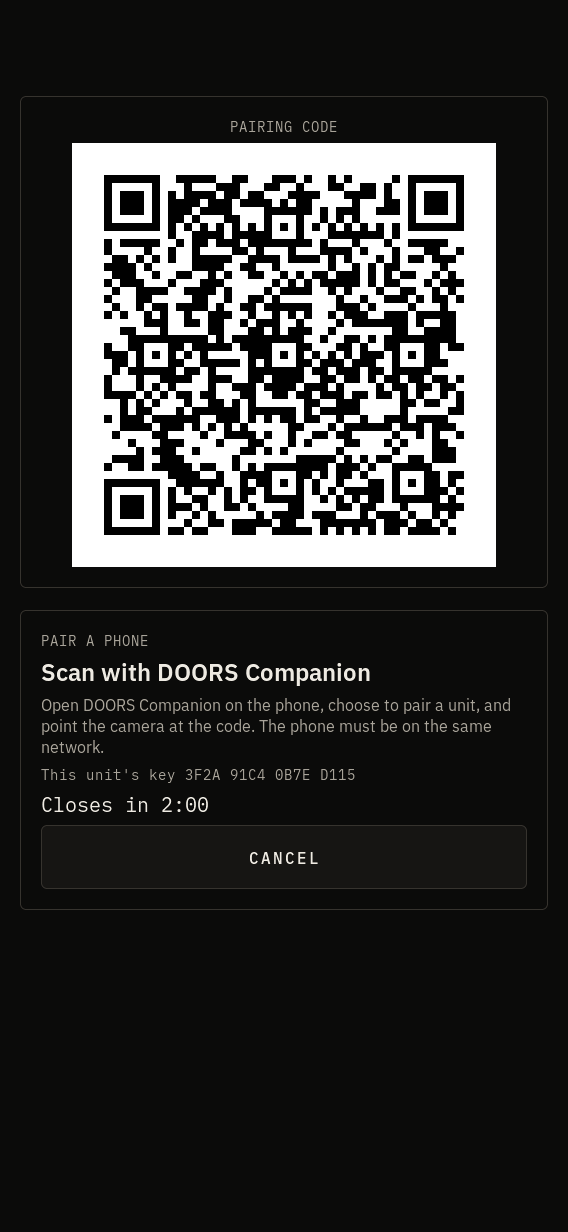 PAIRING CODE
PAIR A PHONE
Scan with DOORS Companion
Open DOORS Companion on the phone, choose to pair a unit, and
point the camera at the code. The phone must be on the same
network.
This unit's key 3F2A 91C4 0B7E D115
Closes in 2:00
CANCEL